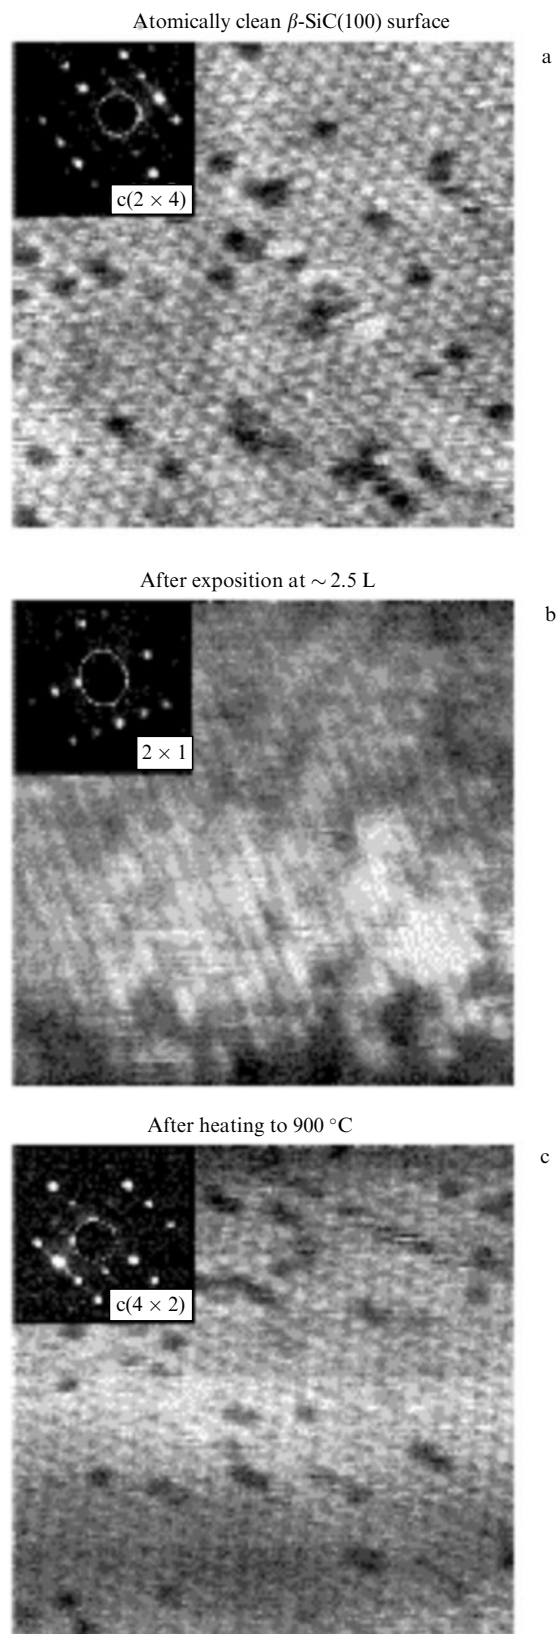 Atomically clean β-SiC(100) surface
a
c(2 × 4)
After exposition at ~ 2.5 L
b
2 × 1
After heating to 900 °C
c
c(4 × 2)